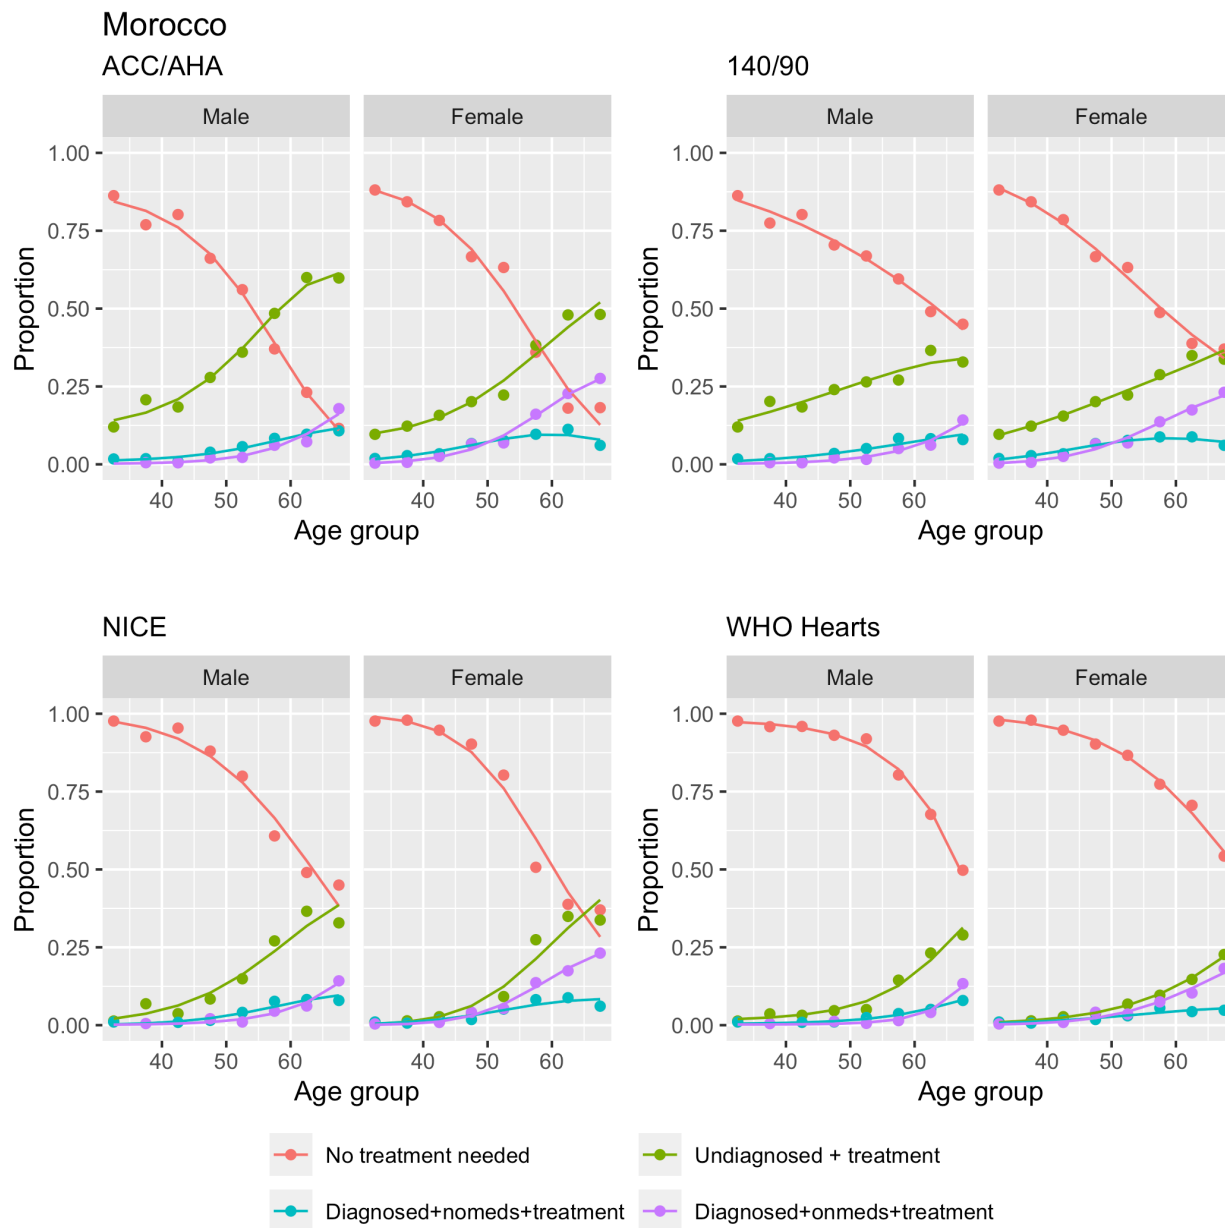 Morocco
ACC/AHA
140/90
Male
Female
Male
Female
1.00
0.75
0.50
0.25
0.00
Proportion
40 50 60
40 50 60
Age group
1.00
0.75
0.50
0.25
0.00
Proportion
40 50 60
40 50 60
Age group
NICE
WHO Hearts
Male
Female
Male
Female
1.00
0.75
0.50
0.25
0.00
Proportion
40 50 60
40 50 60
Age group
1.00
0.75
0.50
0.25
0.00
Proportion
40 50 60
40 50 60
Age group
No treatment needed
Undiagnosed + treatment
Diagnosed+nomeds+treatment
Diagnosed+onmeds+treatment